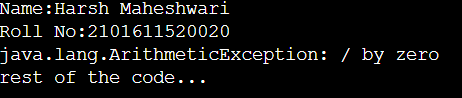 Name:Harsh Maheshwari
Roll No:2101611520020
java.lang.ArithmeticException: / by zero
rest of the code...